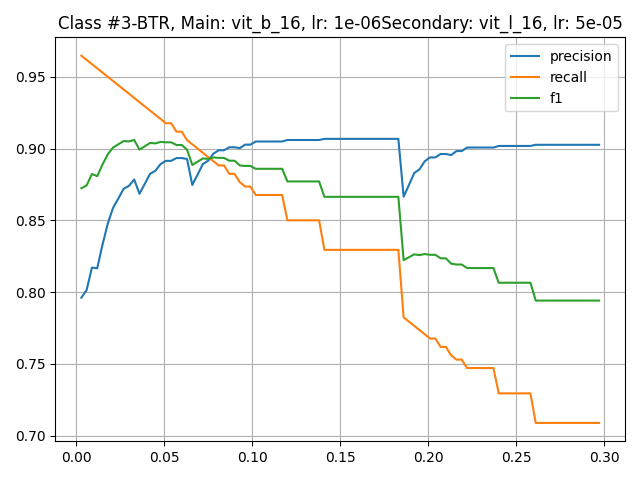 Class #3-BTR, Main: vit_b_16, lr: 1e-06Secondary: vit_l_16, lr: 5e-05
precision
recall
f1
0.95
0.90
0.85
0.80
0.75
0.70
0.00 0.05 0.10 0.15 0.20 0.25 0.30